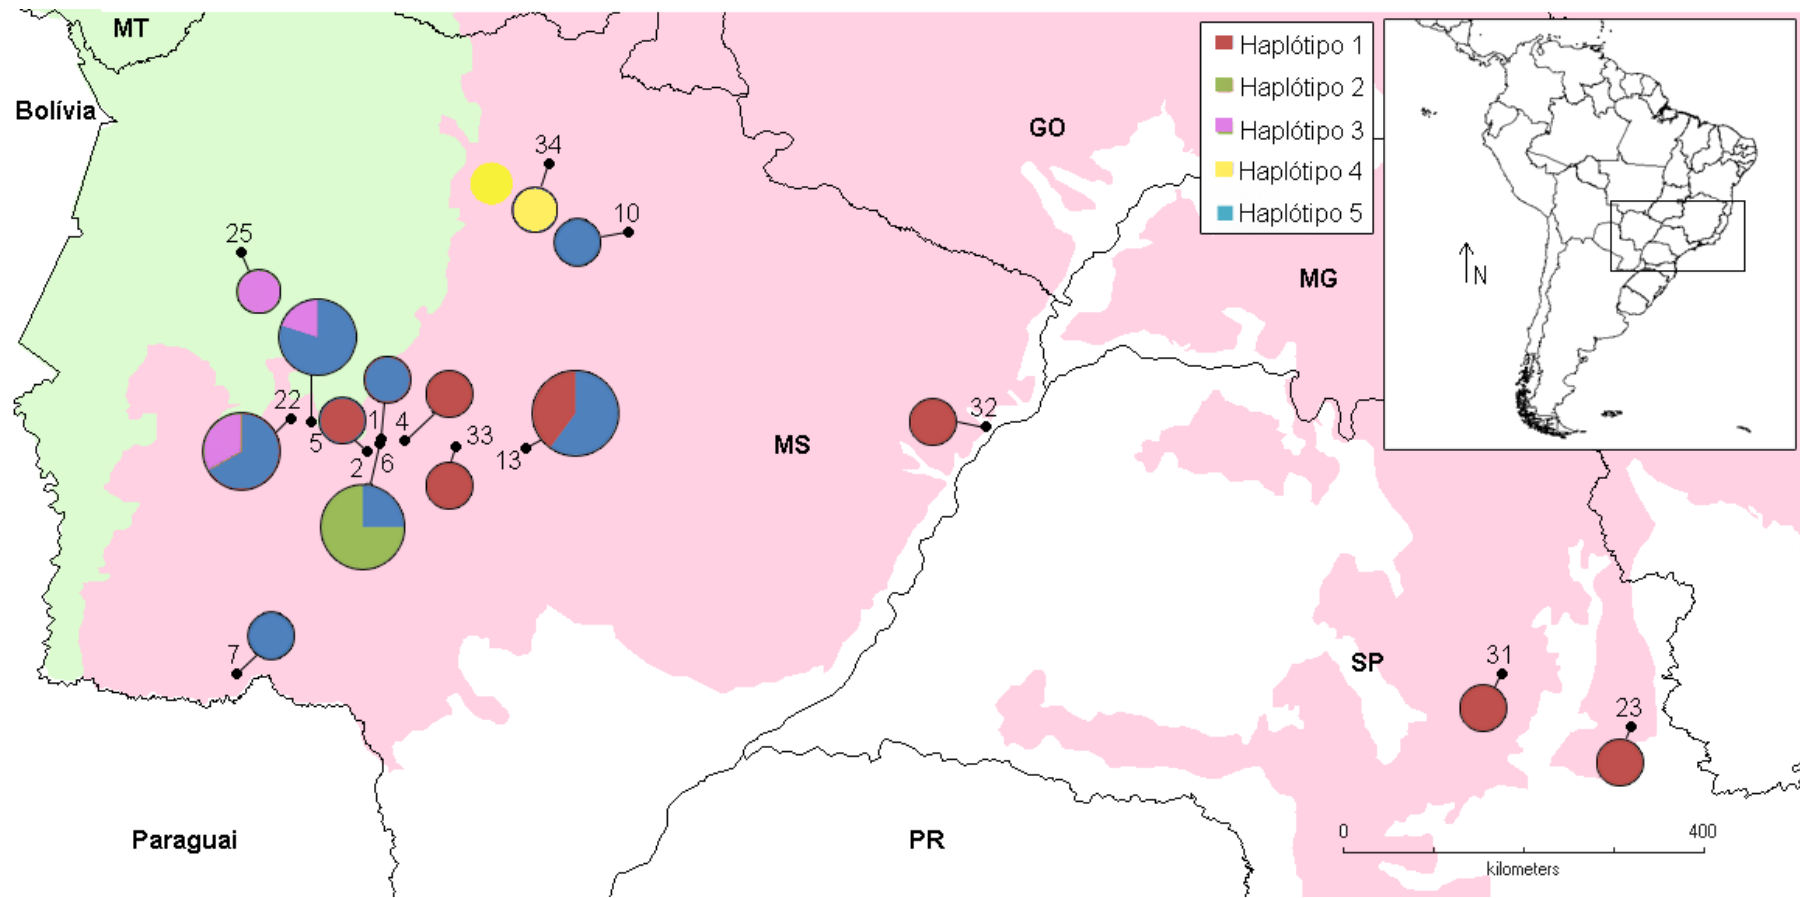 MT
Bolívia
GO
MG
MS
SP
PR
Paraguai
Haplótipo 1
Haplótipo 2
Haplótipo 3
Haplótipo 4
Haplótipo 5
N
34
10
25
22
5
1
4
2
6
33
13
32
7
31
23
0 400
kilometers